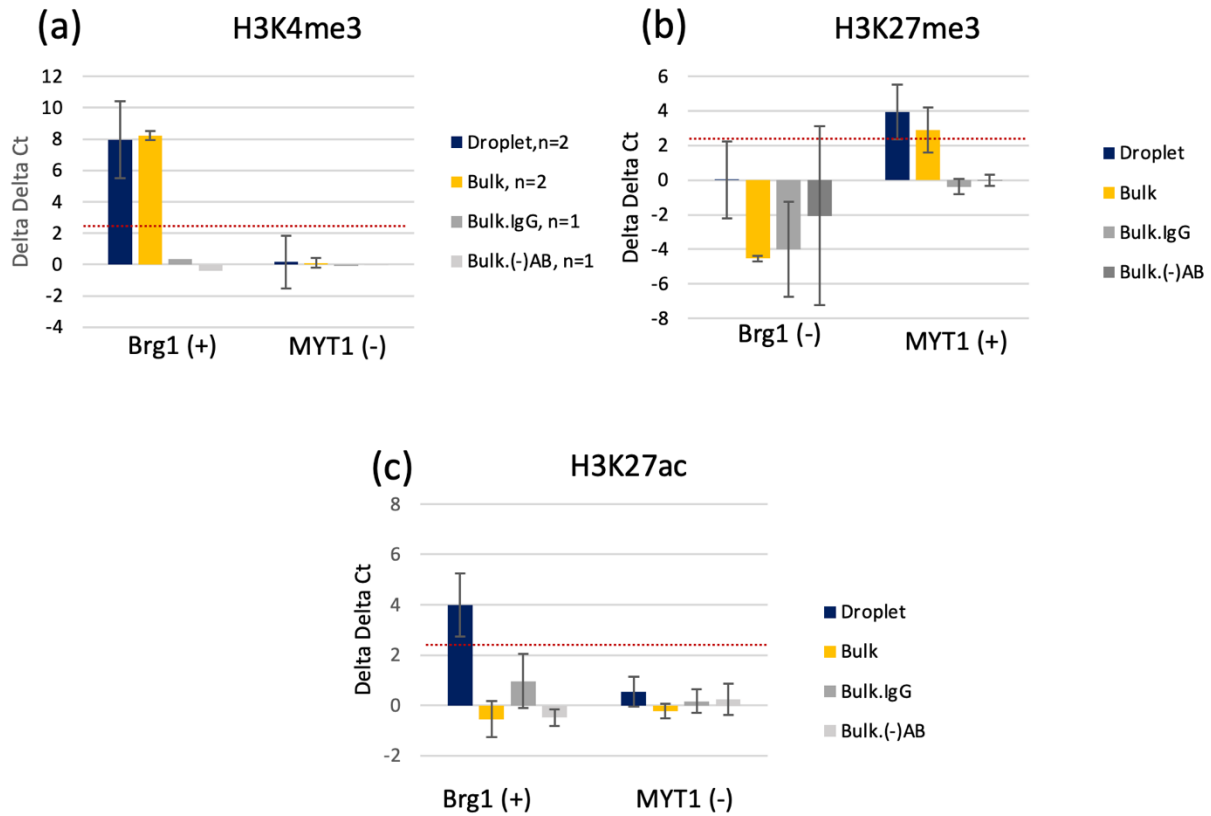 (a)
H3K4me3
12
10
8
6
4
2
0
-2
-4
Delta Delta Ct
Brg1 (+)
MYT1 (-)
Droplet,n=2
Bulk, n=2
Bulk.IgG, n=1
Bulk.(-)AB, n=1
(b)
H3K27me3
6
4
2
0
-2
-4
-6
-8
Delta Delta Ct
Brg1 (-)
MYT1 (+)
Droplet
Bulk
Bulk.IgG
Bulk.(-)AB
(c)
H3K27ac
8
6
4
2
0
-2
Delta Delta Ct
Brg1 (+)
MYT1 (-)
Droplet
Bulk
Bulk.IgG
Bulk.(-)AB